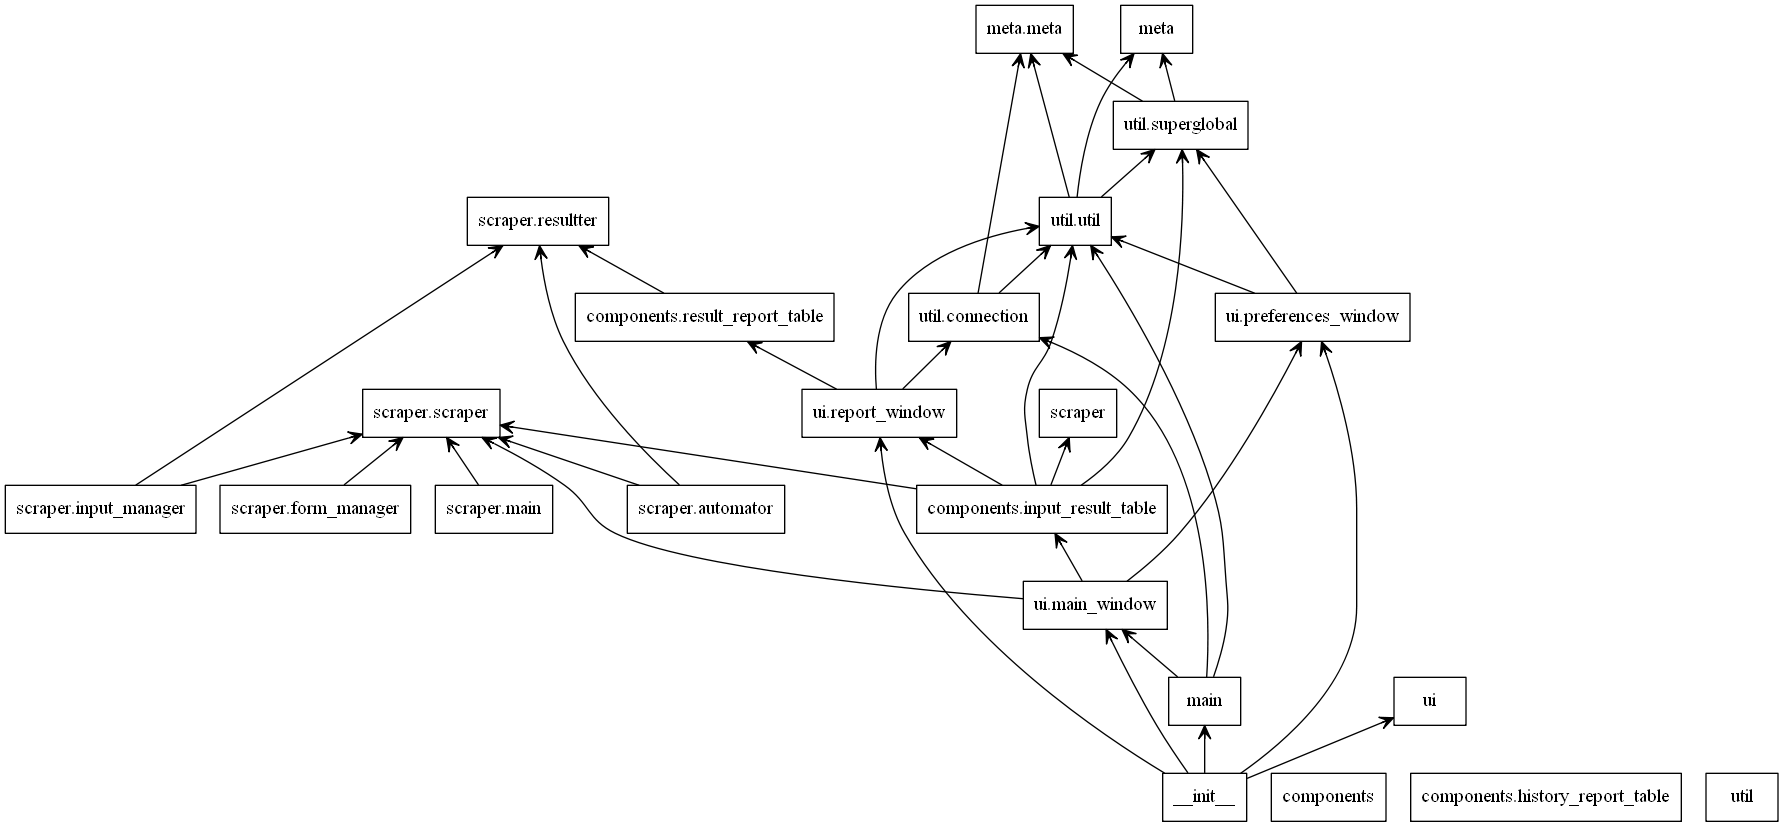 meta.meta
meta
util.superglobal
scraper.resultter
util.util
components.result_report_table
util.connection
ui.preferences_window
scraper.scraper
ui.report_window
scraper
scraper.input_manager
scraper.form_manager
scraper.main
scraper.automator
components.input_result_table
ui.main_window
main
ui
__init__
components
components.history_report_table
util